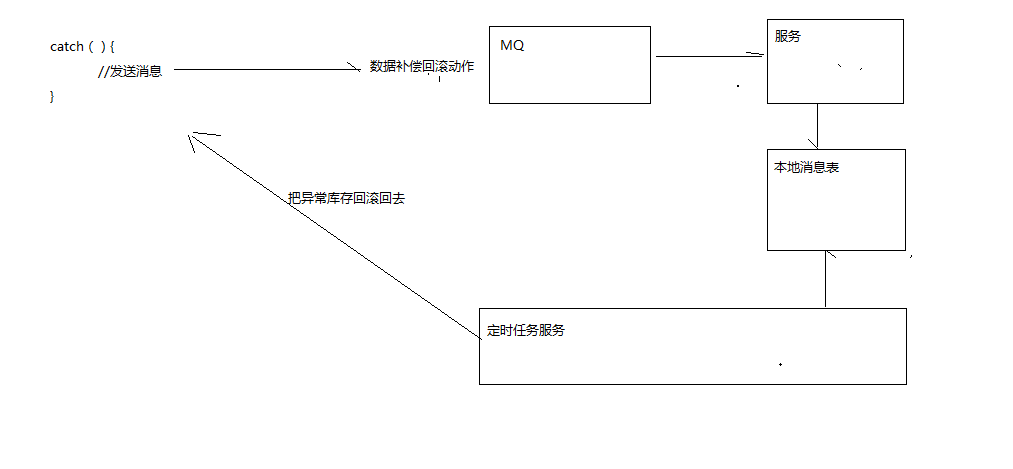 catch（ ）{
//发送消息
}
数据补偿回滚动作
MQ
服务
本地消息表
把异常库存回滚回去
定时任务服务